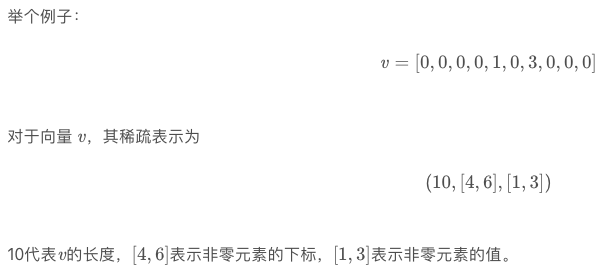 举个例子：
v = [0, 0, 0, 0, 1, 0, 3, 0, 0, 0]
对于向量 v，其稀疏表示为
(10, [4, 6], [1, 3])
10代表v的长度，[4, 6]表示非零元素的下标，[1, 3]表示非零元素的值。